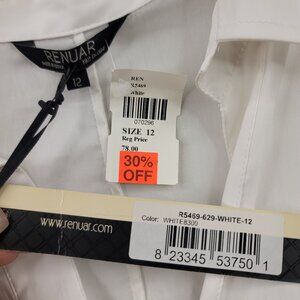 RENUAR
12
REN
R5469
White
070296
SIZE 12
Reg Price
78.00
30%
OFF
www.renuar.com
R5469-629-WHITE-12
Color: WHITE8300
8 23345 53750 1